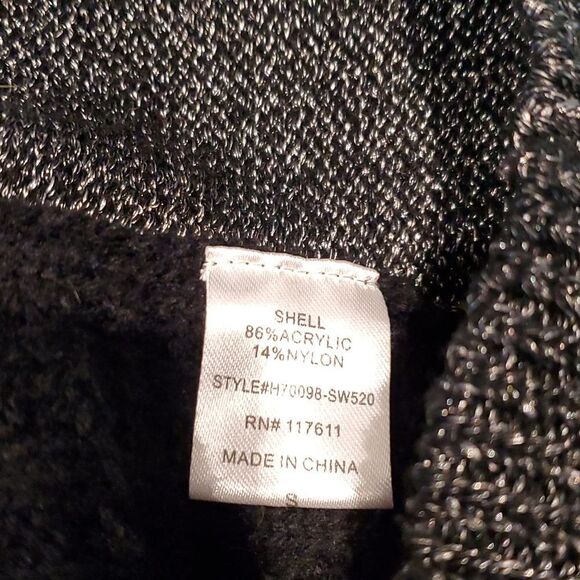 SHELL
86%ACRYLIC
14%NYLON
STYLE#H70098-SW520
RN# 117611
MADE IN CHINA
S